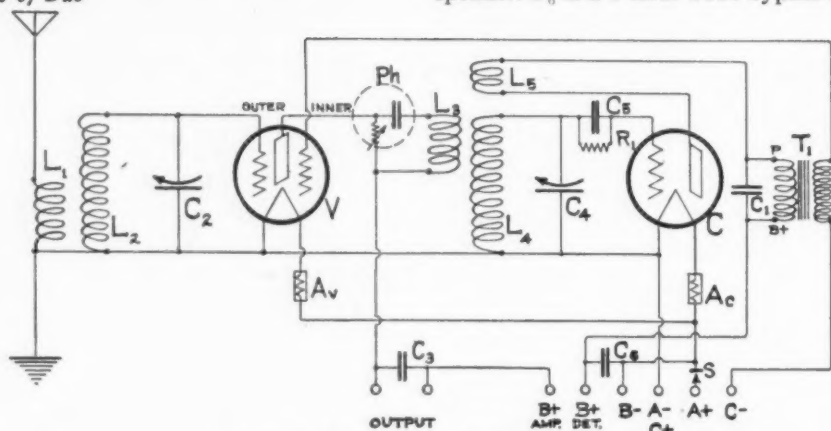 OUTER INNER Ph
L₁ L₂ C₂ V L₃ L₅ C₅ R₁ L₄ C₄ C C₁ P B+ T₁
Aᵥ A꜀
C₃ C₆ S
OUTPUT B+ AMP. B+ DET. B- A- C+ A+ C-